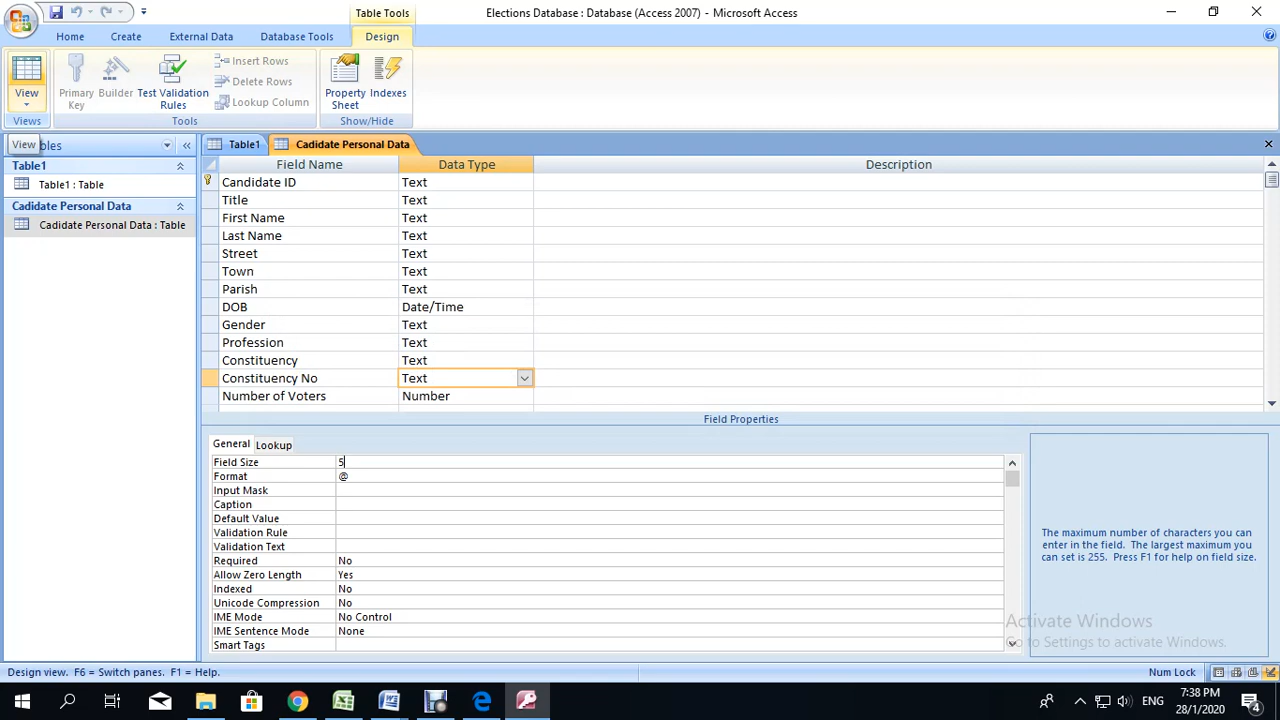 Table Tools
Elections Database : Database (Access 2007) - Microsoft Access
Home
Create
External Data
Database Tools
Design
View
Primary Key
Builder
Test Validation Rules
Insert Rows
Delete Rows
Lookup Column
Property Sheet
Indexes
Views
Tools
Show/Hide
View
bles
Table1
Cadidate Personal Data
Table1
Table1 : Table
Cadidate Personal Data
Cadidate Personal Data : Table
Field Name Data Type Description
Candidate ID Text
Title Text
First Name Text
Last Name Text
Street Text
Town Text
Parish Text
DOB Date/Time
Gender Text
Profession Text
Constituency Text
Constituency No Text
Number of Voters Number
Field Properties
General Lookup
Field Size 5
Format @
Input Mask
Caption
Default Value
Validation Rule
Validation Text
Required No
Allow Zero Length Yes
Indexed No
Unicode Compression No
IME Mode No Control
IME Sentence Mode None
Smart Tags
The maximum number of characters you can
enter in the field. The largest maximum you
can set is 255. Press F1 for help on field size.
Activate Windows
Go to Settings to activate Windows.
Design view. F6 = Switch panes. F1 = Help.
Num Lock
ENG
7:38 PM
28/1/2020
4